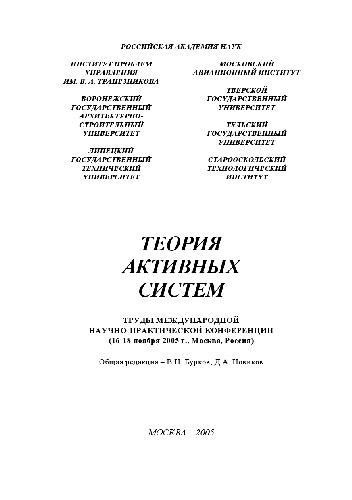 РОССИЙСКАЯ АКАДЕМИЯ НАУК
ИНСТИТУТ ПРОБЛЕМ
УПРАВЛЕНИЯ
ИМ. В. А. ТРАПЕЗНИКОВА
ВОРОНЕЖСКИЙ
ГОСУДАРСТВЕННЫЙ
АРХИТЕКТУРНО-
СТРОИТЕЛЬНЫЙ
УНИВЕРСИТЕТ
ЛИПЕЦКИЙ
ГОСУДАРСТВЕННЫЙ
ТЕХНИЧЕСКИЙ
УНИВЕРСИТЕТ
МОСКОВСКИЙ
АВИАЦИОННЫЙ ИНСТИТУТ
ТВЕРСКОЙ
ГОСУДАРСТВЕННЫЙ
УНИВЕРСИТЕТ
ТУЛЬСКИЙ
ГОСУДАРСТВЕННЫЙ
УНИВЕРСИТЕТ
СТАРООСКОЛЬСКИЙ
ТЕХНОЛОГИЧЕСКИЙ
ИНСТИТУТ
ТЕОРИЯ
АКТИВНЫХ
СИСТЕМ
ТРУДЫ МЕЖДУНАРОДНОЙ
НАУЧНО-ПРАКТИЧЕСКОЙ КОНФЕРЕНЦИИ
(16-18 ноября 2005 г., Москва, Россия)
Общая редакция – В.Н. Бурков, Д.А. Новиков
МОСКВА – 2005